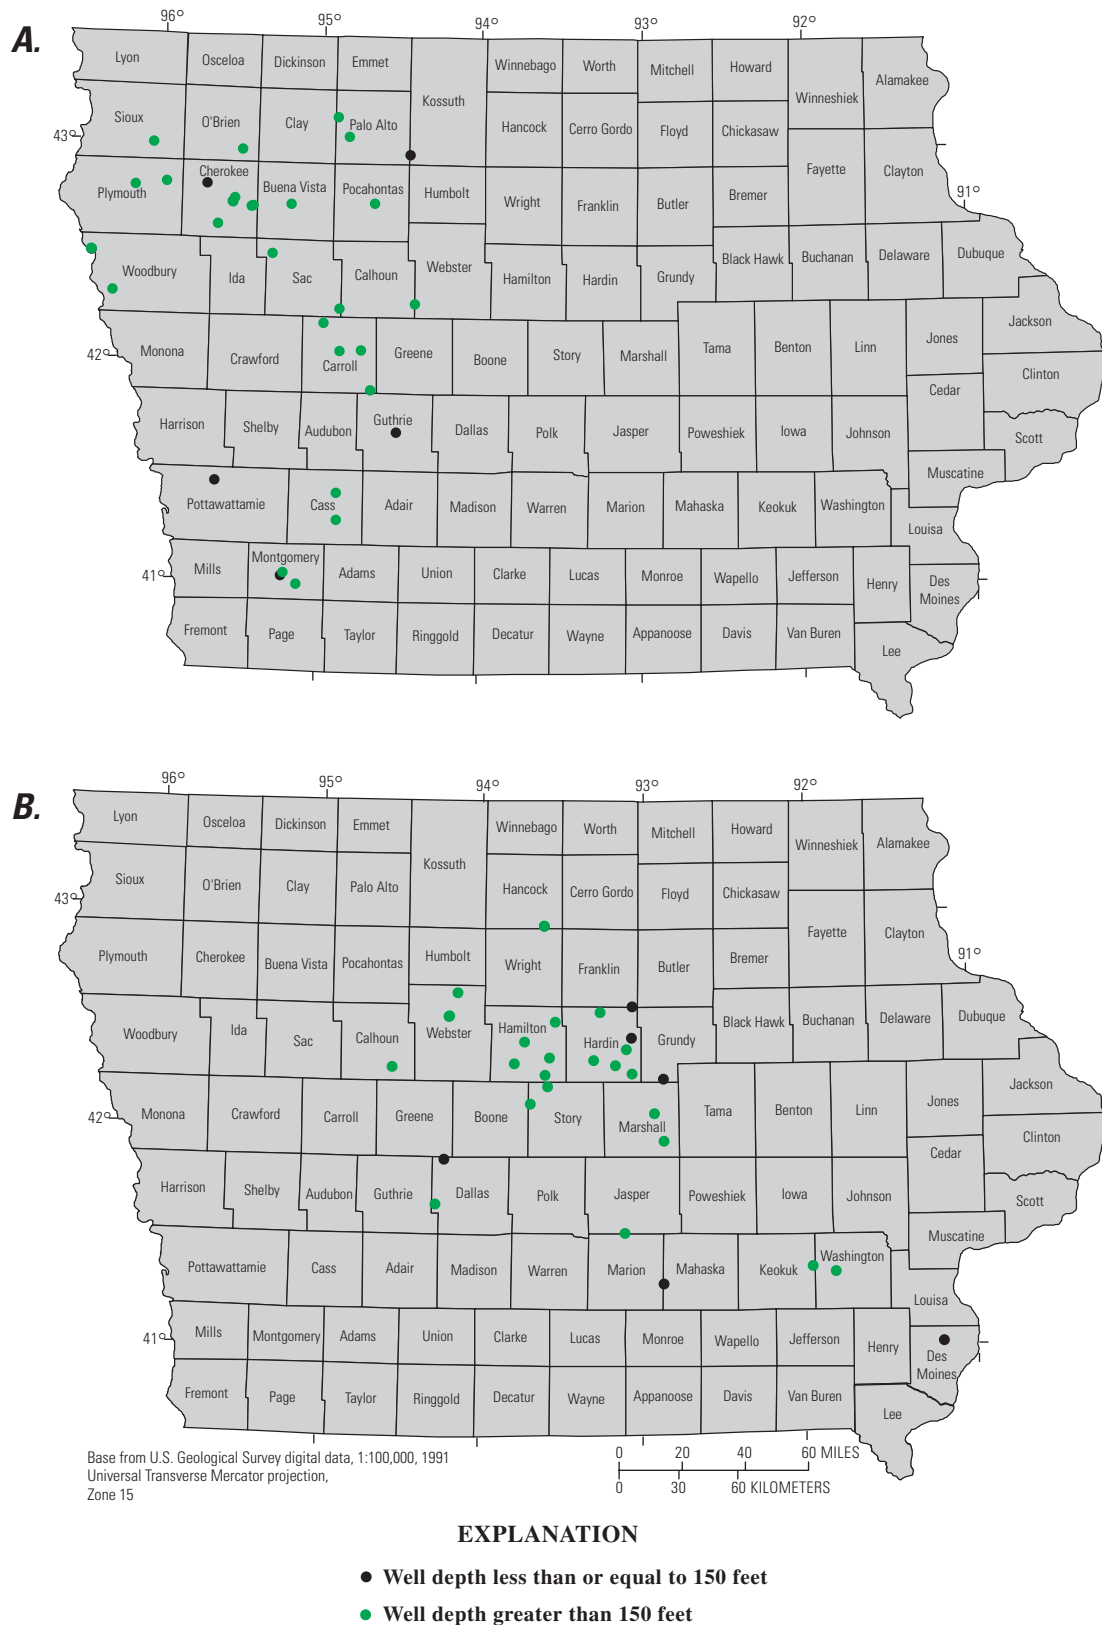 A.
96° 95° 94° 93° 92°
Lyon Osceloa Dickinson Emmet Kossuth Winnebago Worth Mitchell Howard Winneshiek Alamakee
43° Sioux O'Brien Clay Palo Alto Hancock Cerro Gordo Floyd Chickasaw Fayette Clayton 91°
Plymouth Cherokee Buena Vista Pocahontas Humbolt Wright Franklin Butler Bremer
Woodbury Ida Sac Calhoun Webster Hamilton Hardin Grundy Black Hawk Buchanan Delaware Dubuque
42° Monona Crawford Carroll Greene Boone Story Marshall Tama Benton Linn Jones Jackson
Clinton
Cedar
Harrison Shelby Audubon Guthrie Dallas Polk Jasper Poweshiek Iowa Johnson Scott
Muscatine
Pottawattamie Cass Adair Madison Warren Marion Mahaska Keokuk Washington
Louisa
41° Mills Montgomery Adams Union Clarke Lucas Monroe Wapello Jefferson Henry Des
Moines
Fremont Page Taylor Ringgold Decatur Wayne Appanoose Davis Van Buren Lee
B.
96° 95° 94° 93° 92°
Lyon Osceloa Dickinson Emmet Kossuth Winnebago Worth Mitchell Howard Winneshiek Alamakee
43° Sioux O'Brien Clay Palo Alto Hancock Cerro Gordo Floyd Chickasaw Fayette Clayton 91°
Plymouth Cherokee Buena Vista Pocahontas Humbolt Wright Franklin Butler Bremer
Woodbury Ida Sac Calhoun Webster Hamilton Hardin Grundy Black Hawk Buchanan Delaware Dubuque
42° Monona Crawford Carroll Greene Boone Story Marshall Tama Benton Linn Jones Jackson
Clinton
Cedar
Harrison Shelby Audubon Guthrie Dallas Polk Jasper Poweshiek Iowa Johnson Scott
Muscatine
Pottawattamie Cass Adair Madison Warren Marion Mahaska Keokuk Washington
Louisa
41° Mills Montgomery Adams Union Clarke Lucas Monroe Wapello Jefferson Henry Des
Moines
Fremont Page Taylor Ringgold Decatur Wayne Appanoose Davis Van Buren Lee
Base from U.S. Geological Survey digital data, 1:100,000, 1991
Universal Transverse Mercator projection,
Zone 15
0 20 40 60 MILES
0 30 60 KILOMETERS
EXPLANATION
Well depth less than or equal to 150 feet
Well depth greater than 150 feet